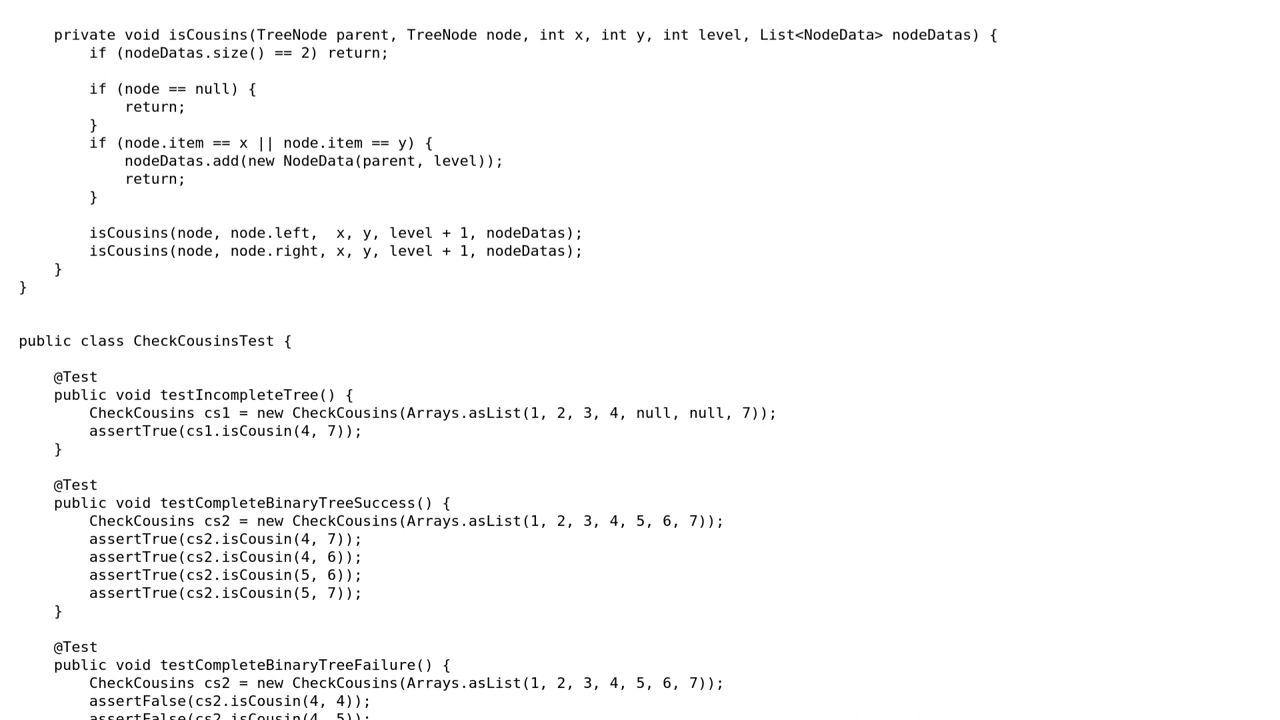 private void isCousins(TreeNode parent, TreeNode node, int x, int y, int level, List<NodeData> nodeDatas) {
        if (nodeDatas.size() == 2) return;

        if (node == null) {
            return;
        }
        if (node.item == x || node.item == y) {
            nodeDatas.add(new NodeData(parent, level));
            return;
        }

        isCousins(node, node.left,  x, y, level + 1, nodeDatas);
        isCousins(node, node.right, x, y, level + 1, nodeDatas);
    }
}


public class CheckCousinsTest {

    @Test
    public void testIncompleteTree() {
        CheckCousins cs1 = new CheckCousins(Arrays.asList(1, 2, 3, 4, null, null, 7));
        assertTrue(cs1.isCousin(4, 7));
    }

    @Test
    public void testCompleteBinaryTreeSuccess() {
        CheckCousins cs2 = new CheckCousins(Arrays.asList(1, 2, 3, 4, 5, 6, 7));
        assertTrue(cs2.isCousin(4, 7));
        assertTrue(cs2.isCousin(4, 6));
        assertTrue(cs2.isCousin(5, 6));
        assertTrue(cs2.isCousin(5, 7));
    }

    @Test
    public void testCompleteBinaryTreeFailure() {
        CheckCousins cs2 = new CheckCousins(Arrays.asList(1, 2, 3, 4, 5, 6, 7));
        assertFalse(cs2.isCousin(4, 4));
        assertFalse(cs2.isCousin(4, 5));